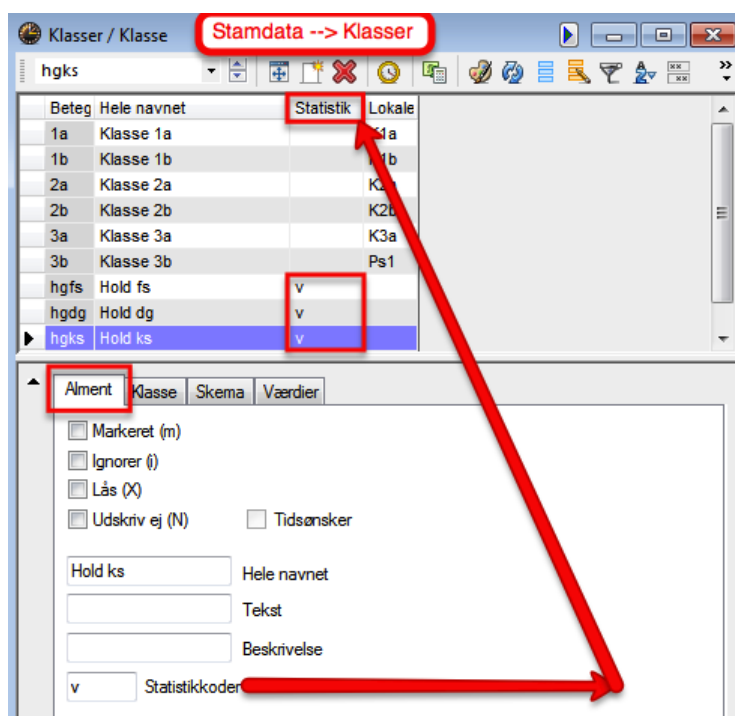 Klasser / Klasse
Stamdata --> Klasser
hgks
Beteg Hele navnet Statistik Lokale
1a Klasse 1a K1a
1b Klasse 1b
2a Klasse 2a
2b Klasse 2b K2b
3a Klasse 3a K3a
3b Klasse 3b Ps1
hgfs Hold fs v
hgdg Hold dg v
hgks Hold ks v
Alment Klasse Skema Værdier
Markeret (m)
Ignorer (i)
Lås (X)
Udskriv ej (N) Tidsønsker
Hold ks Hele navnet
Tekst
Beskrivelse
v Statistikkoder